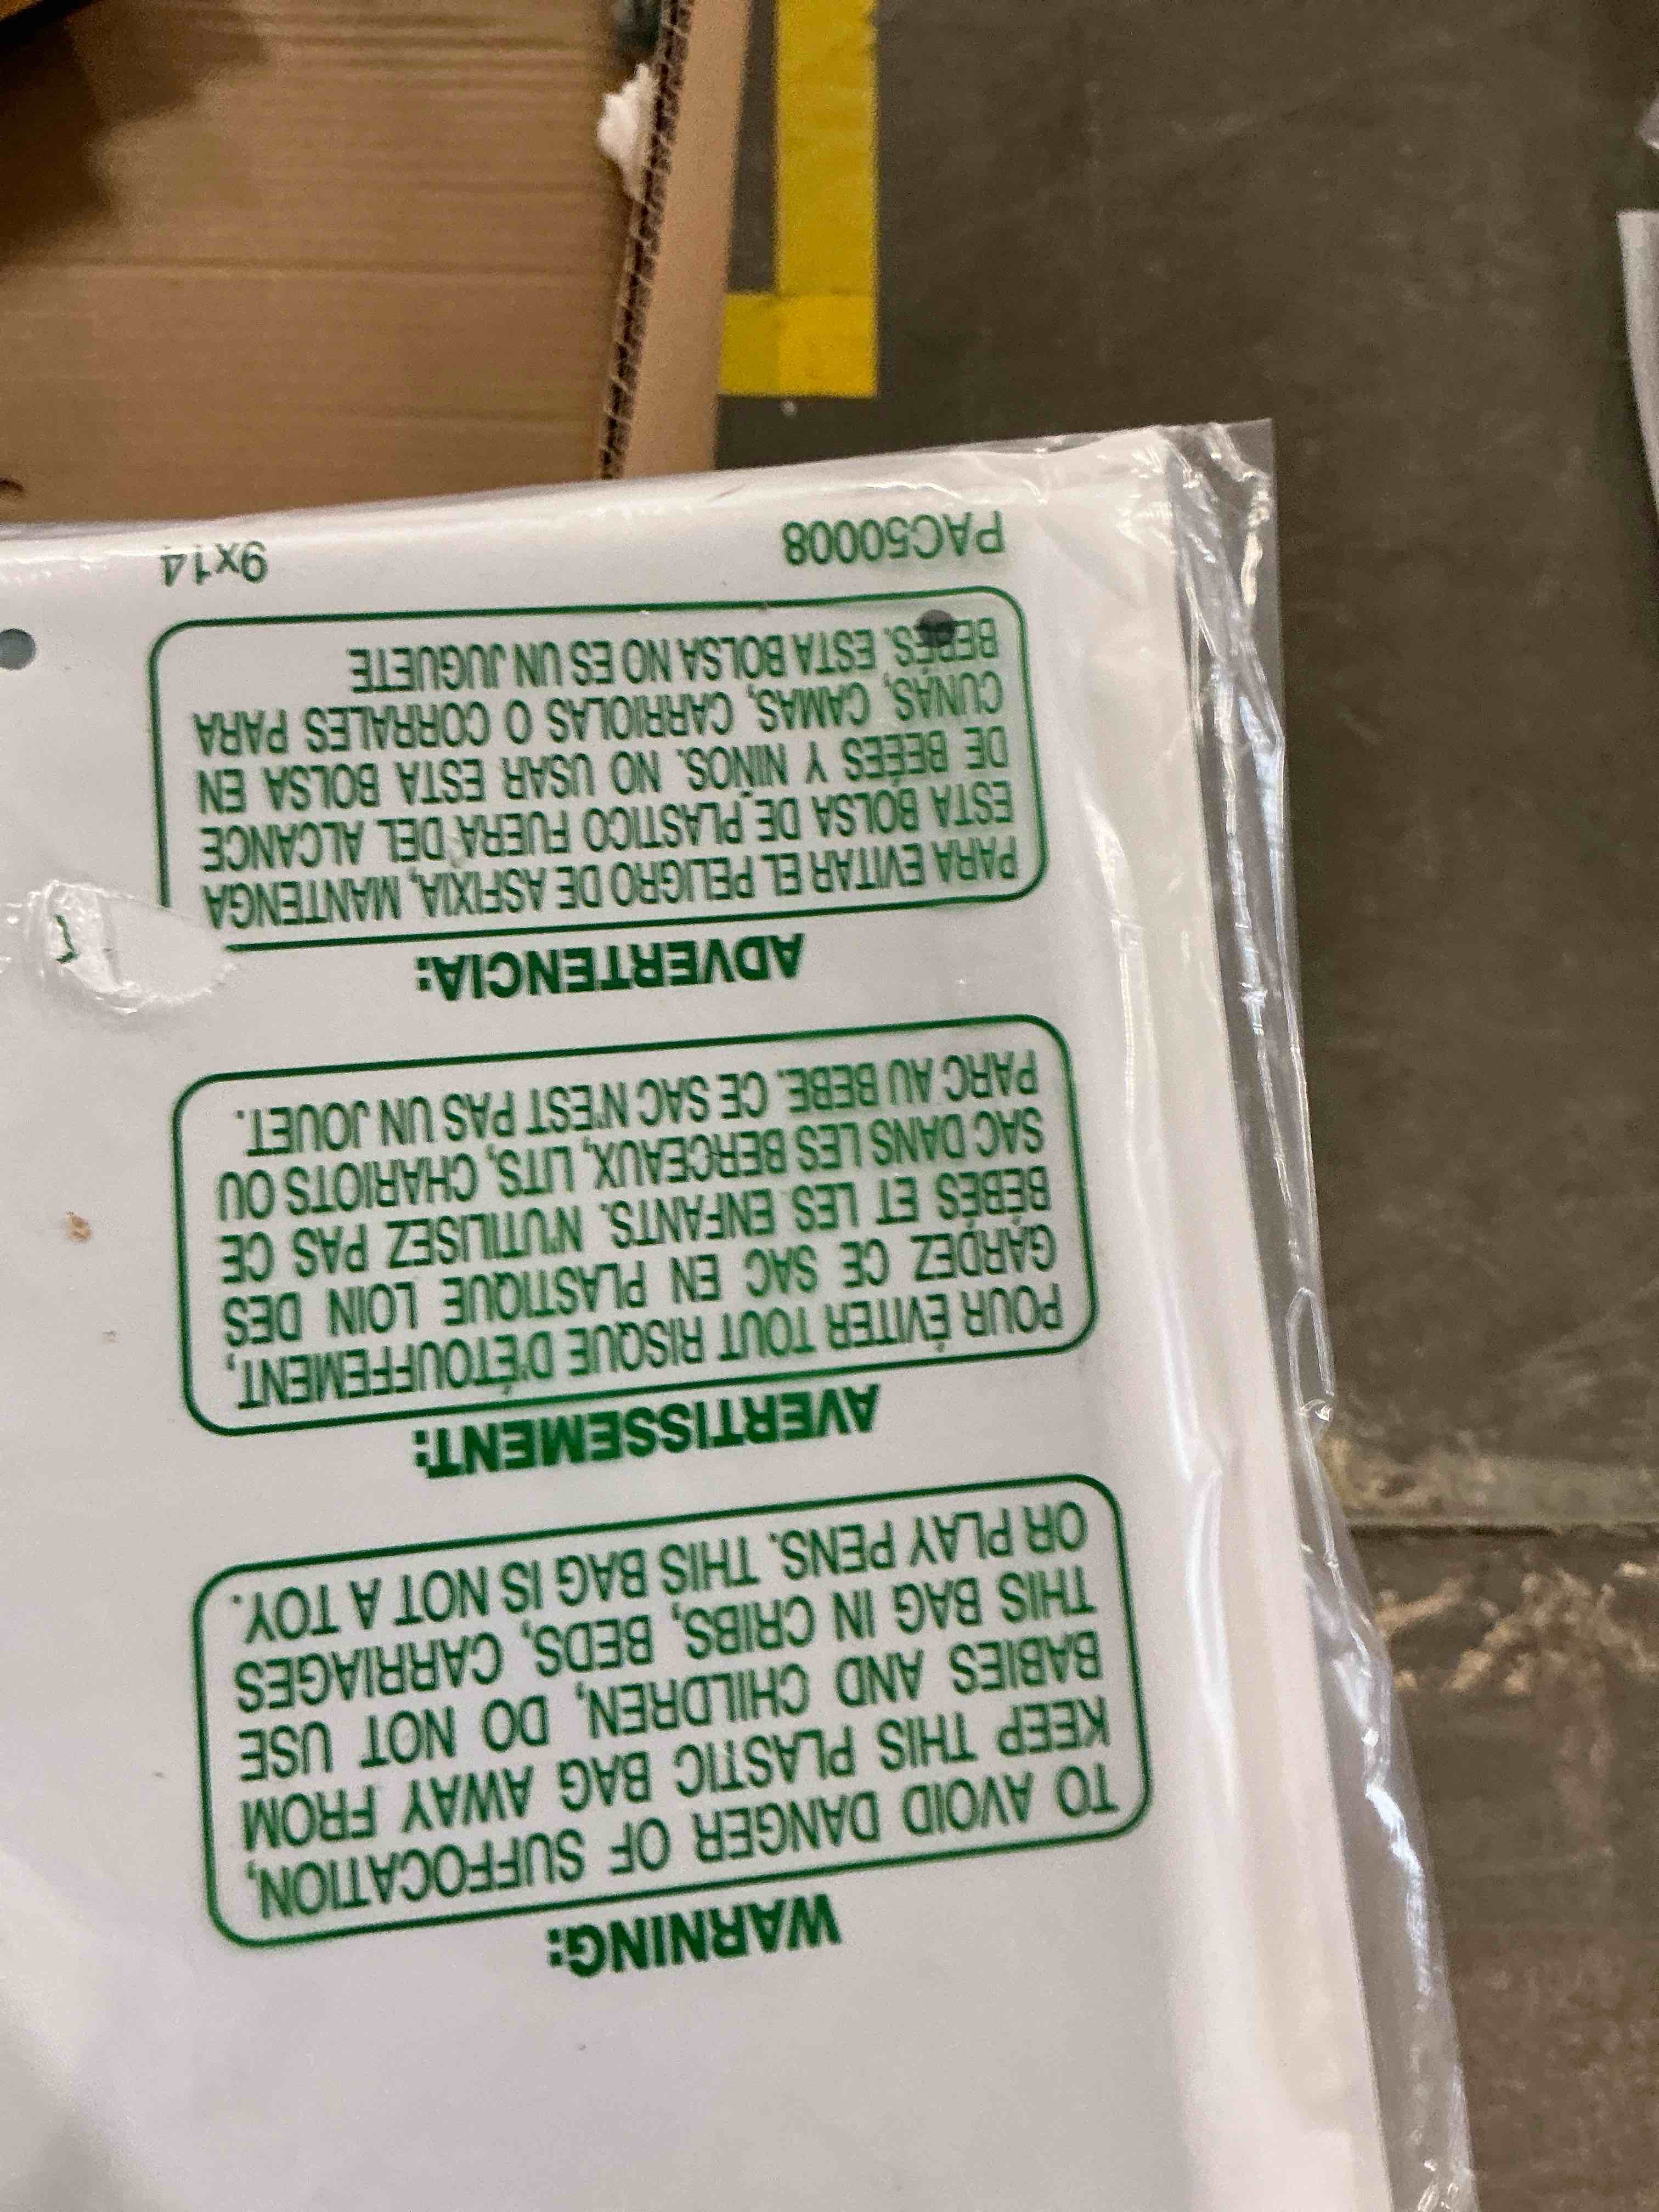 WARNING:
TO AVOID DANGER OF SUFFOCATION,
KEEP THIS PLASTIC BAG AWAY FROM
BABIES AND CHILDREN, DO NOT USE
THIS BAG IN CRIBS, BEDS, CARRIAGES
OR PLAY PENS. THIS BAG IS NOT A TOY.
AVERTISSEMENT:
POUR ÉVITER TOUT RISQUE D'ÉTOUFFEMENT,
GARDEZ CE SAC EN PLASTIQUE LOIN DES
BÉBÉS ET LES ENFANTS. N'UTILISEZ PAS CE
SAC DANS LES BERCEAUX, LITS, CHARIOTS OU
PARC AU BEBE. CE SAC N'EST PAS UN JOUET.
ADVERTENCIA:
PARA EVITAR EL PELIGRO DE ASFIXIA, MANTENGA
ESTA BOLSA DE PLASTICO FUERA DEL ALCANCE
DE BEBÉES Y NIÑOS. NO USAR ESTA BOLSA EN
CUNAS, CAMAS, CARRIOLAS O CORRALES PARA
BEBÉS. ESTA BOLSA NO ES UN JUGUETE
PAC50008 9x14